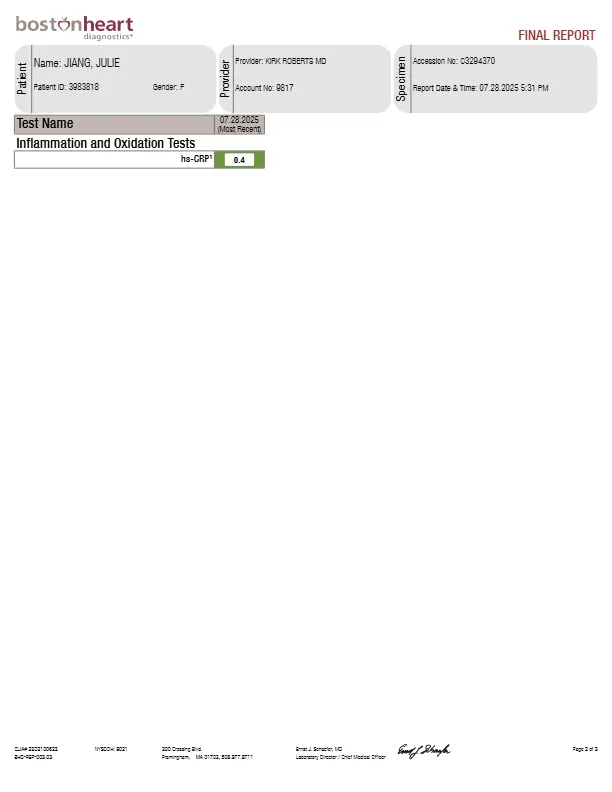 bostonheart
diagnostics®
FINAL REPORT
Patient
Name: JIANG, JULIE
Patient ID: 3983818 Gender: F
Provider
Provider: KIRK ROBERTS MD
Account No: 9817
Specimen
Accession No: c3294370
Report Date & Time: 07.28.2025 5:31 PM
Test Name 07.28.2025
(Most Recent)
Inflammation and Oxidation Tests
hs-CRP¹ 0.4
CLIA# 22D2100622 NYSDOH: 9021 200 Crossing Blvd. Ernst J. Schaefer, MD
BHD-REP-003.03 Framingham, MA 01702, 508.877.8711 Laboratory Director / Chief Medical Officer
Page 2 of 3